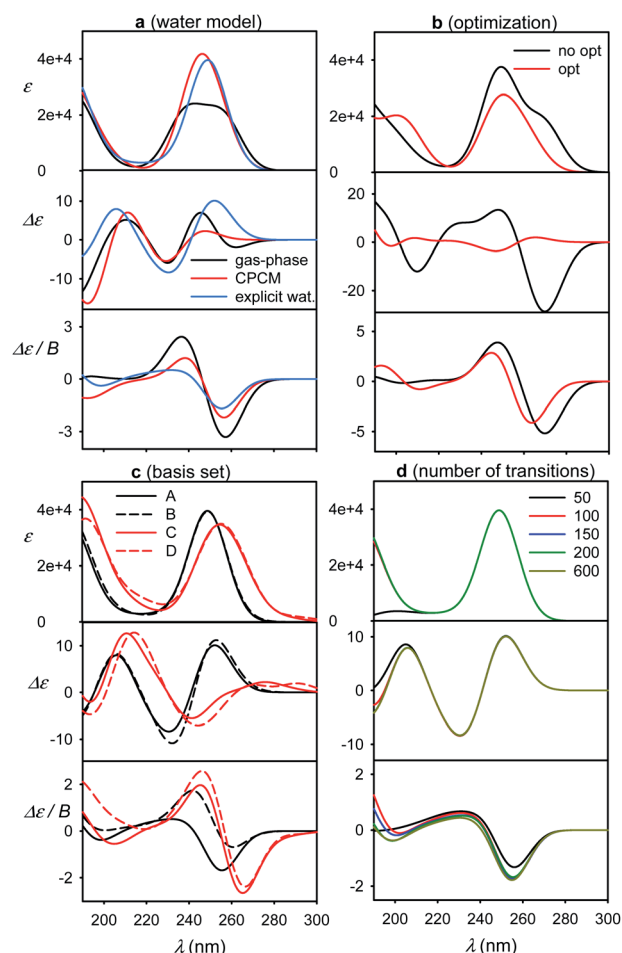 a (water model)
b (optimization)
ε
4e+4
2e+4
0
4e+4
2e+4
0
no opt
opt
Δε
10
0
-10
gas-phase
CPCM
explicit wat.
20
0
-20
Δε / B
3
0
-3
5
0
-5
c (basis set)
d (number of transitions)
ε
4e+4
2e+4
0
A
B
C
D
4e+4
2e+4
0
50
100
150
200
600
Δε
10
0
-10
10
0
-10
Δε / B
2
0
-2
2
0
-2
200 220 240 260 280 300
200 220 240 260 280 300
λ (nm)
λ (nm)